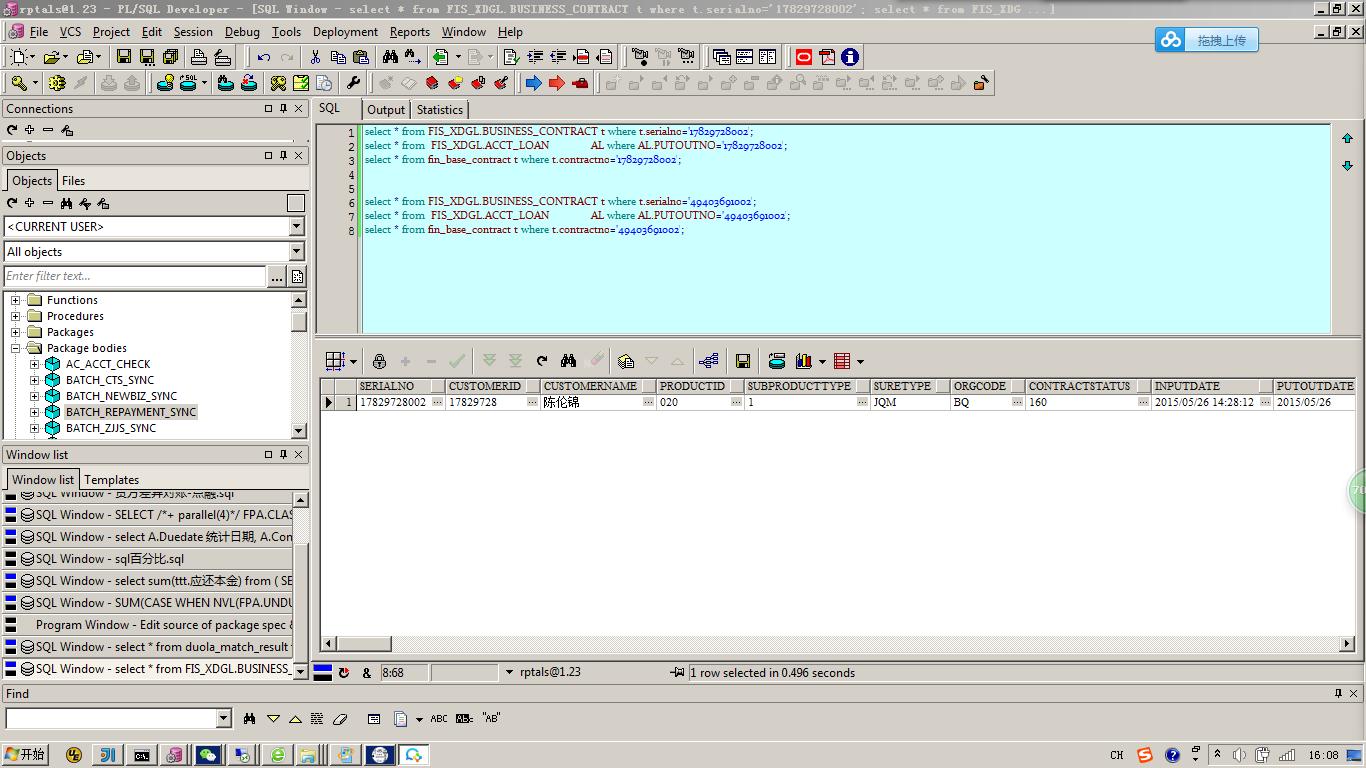 rptals@1.23 - PL/SQL Developer - [SQL Window - select * from FIS_XDGL.BUSINESS_CONTRACT t where t.serialno='17829728002'; select * from FIS_XDG ...]
File VCS Project Edit Session Debug Tools Deployment Reports Window Help
拖拽上传
Connections
Objects
Objects Files
<CURRENT USER>
All objects
Enter filter text...
Functions
Procedures
Packages
Package bodies
AC_ACCT_CHECK
BATCH_CTS_SYNC
BATCH_NEWBIZ_SYNC
BATCH_REPAYMENT_SYNC
BATCH_ZJJS_SYNC
Window list
Window list Templates
SQL Window - SELECT /*+ parallel(4)*/ FPA.CLAS
SQL Window - select A.Duedate 统计日期, A.Con
SQL Window - sql百分比.sql
SQL Window - select sum(ttt.应还本金) from ( SE
SQL Window - SUM(CASE WHEN NVL(FPA.UNDU
Program Window - Edit source of package spec &
SQL Window - select * from duola_match_result
SQL Window - select * from FIS_XDGL.BUSINESS_
SQL Output Statistics
1 select * from FIS_XDGL.BUSINESS_CONTRACT t where t.serialno='17829728002';
2 select * from FIS_XDGL.ACCT_LOAN AL where AL.PUTOUTNO='17829728002';
3 select * from fin_base_contract t where t.contractno='17829728002';
4
5
6 select * from FIS_XDGL.BUSINESS_CONTRACT t where t.serialno='49403691002';
7 select * from FIS_XDGL.ACCT_LOAN AL where AL.PUTOUTNO='49403691002';
8 select * from fin_base_contract t where t.contractno='49403691002';
SERIALNO CUSTOMERID CUSTOMERNAME PRODUCTID SUBPRODUCTTYPE SURETYPE ORGCODE CONTRACTSTATUS INPUTDATE PUTOUTDATE
1 17829728002 17829728 陈伦锦 020 1 JQM BQ 160 2015/05/26 14:28:12 2015/05/26
70
& 8:68 rptals@1.23 1 row selected in 0.496 seconds
Find
ABC "AB"
开始 CH 16:08